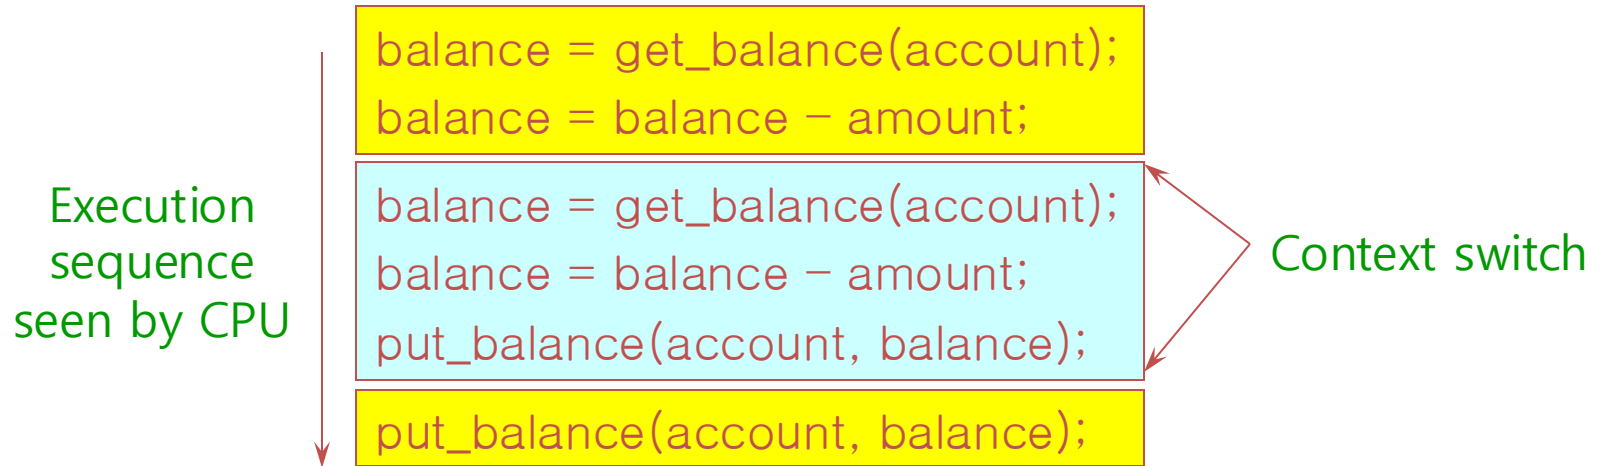 balance = get_balance(account);
balance = balance - amount;
balance = get_balance(account);
balance = balance - amount;
put_balance(account, balance);
put_balance(account, balance);
Execution
sequence
seen by CPU
Context switch